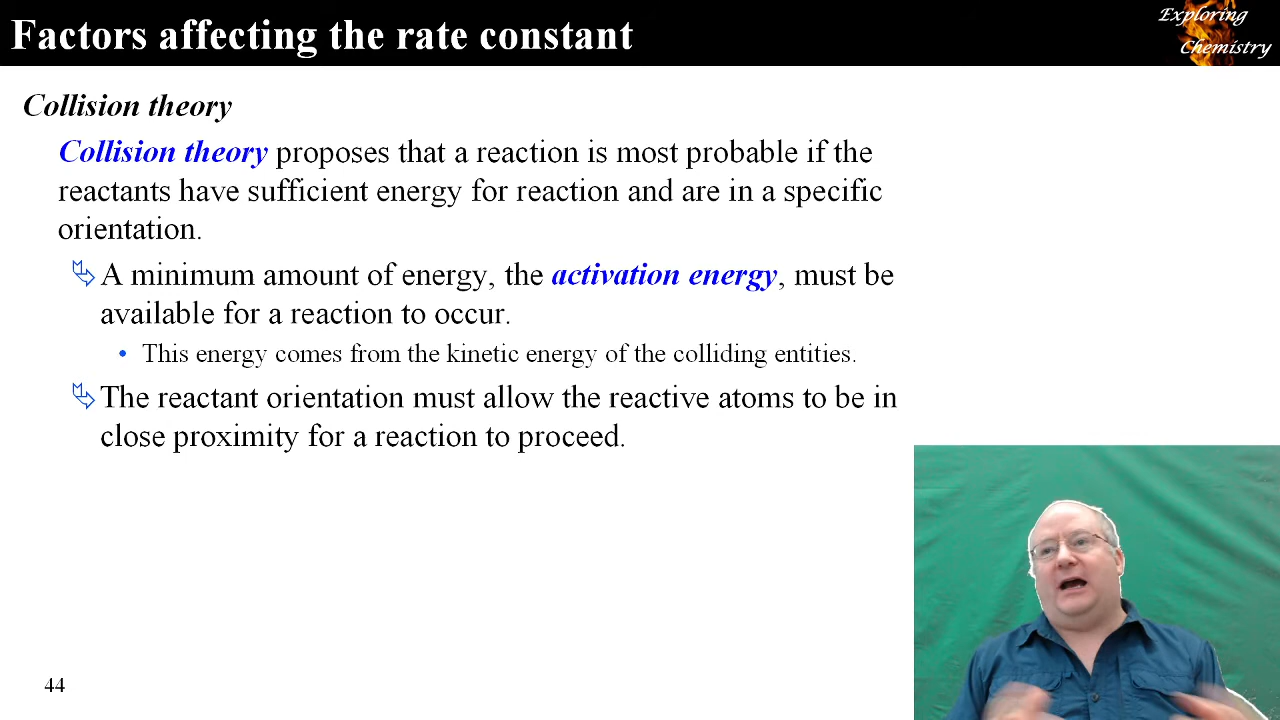 Factors affecting the rate constant
Exploring
Chemistry
Collision theory
Collision theory proposes that a reaction is most probable if the
reactants have sufficient energy for reaction and are in a specific
orientation.
A minimum amount of energy, the activation energy, must be
available for a reaction to occur.
• This energy comes from the kinetic energy of the colliding entities.
The reactant orientation must allow the reactive atoms to be in
close proximity for a reaction to proceed.
44